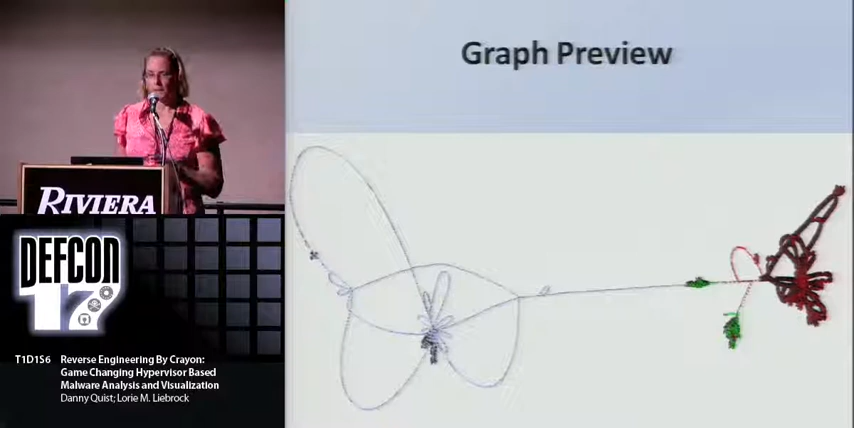 Graph Preview
RIVIERA
DEFCON
17
T1D1S6 Reverse Engineering By Crayon:
Game Changing Hypervisor Based
Malware Analysis and Visualization
Danny Quist; Lorie M. Liebrock